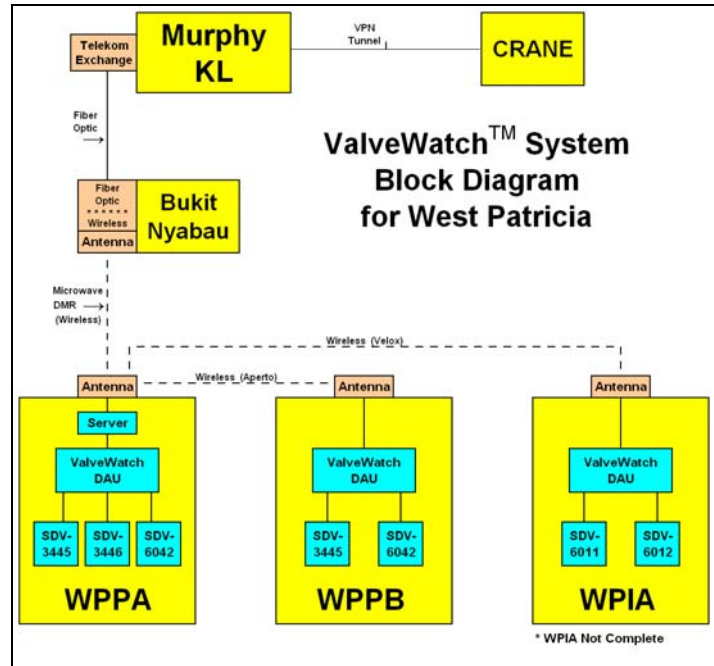 Telekom
Exchange
Murphy
KL
VPN
Tunnel
CRANE
Fiber
Optic
ValveWatch™ System
Block Diagram
for West Patricia
Fiber
Optic
******
Wireless
Antenna
Bukit
Nyabau
Microwave
DMR
(Wireless)
Wireless (Velox)
Wireless (Aperto)
Antenna
Server
ValveWatch
DAU
SDV-
3445
SDV-
3446
SDV-
6042
WPPA
Antenna
ValveWatch
DAU
SDV-
3445
SDV-
6042
WPPB
Antenna
ValveWatch
DAU
SDV-
6011
SDV-
6012
WPIA
* WPIA Not Complete